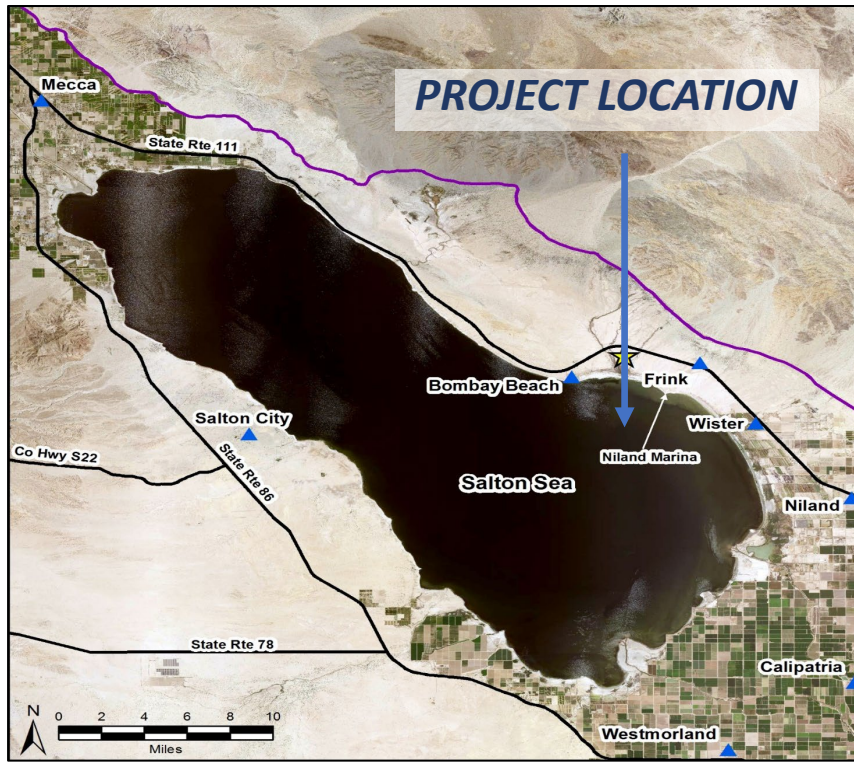 Mecca
PROJECT LOCATION
State Rte 111
Bombay Beach
Frink
Salton City
Wister
Co Hwy S22
State Rte 86
Niland Marina
Salton Sea
Niland
State Rte 78
Calipatria
N
0 2 4 6 8 10
Miles
Westmorland